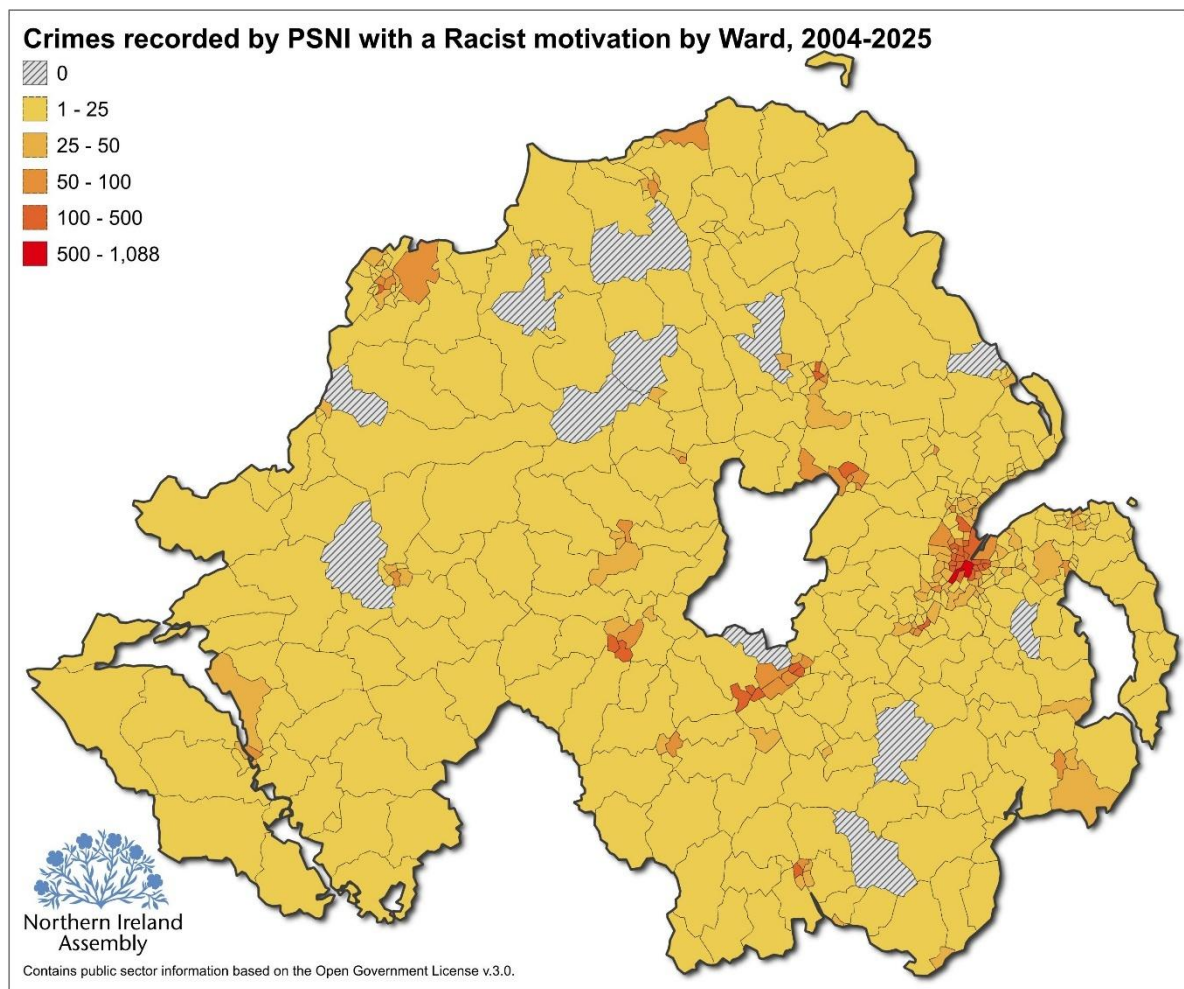 Crimes recorded by PSNI with a Racist motivation by Ward, 2004-2025
0
1 - 25
25 - 50
50 - 100
100 - 500
500 - 1,088
Northern Ireland
Assembly
Contains public sector information based on the Open Government License v.3.0.